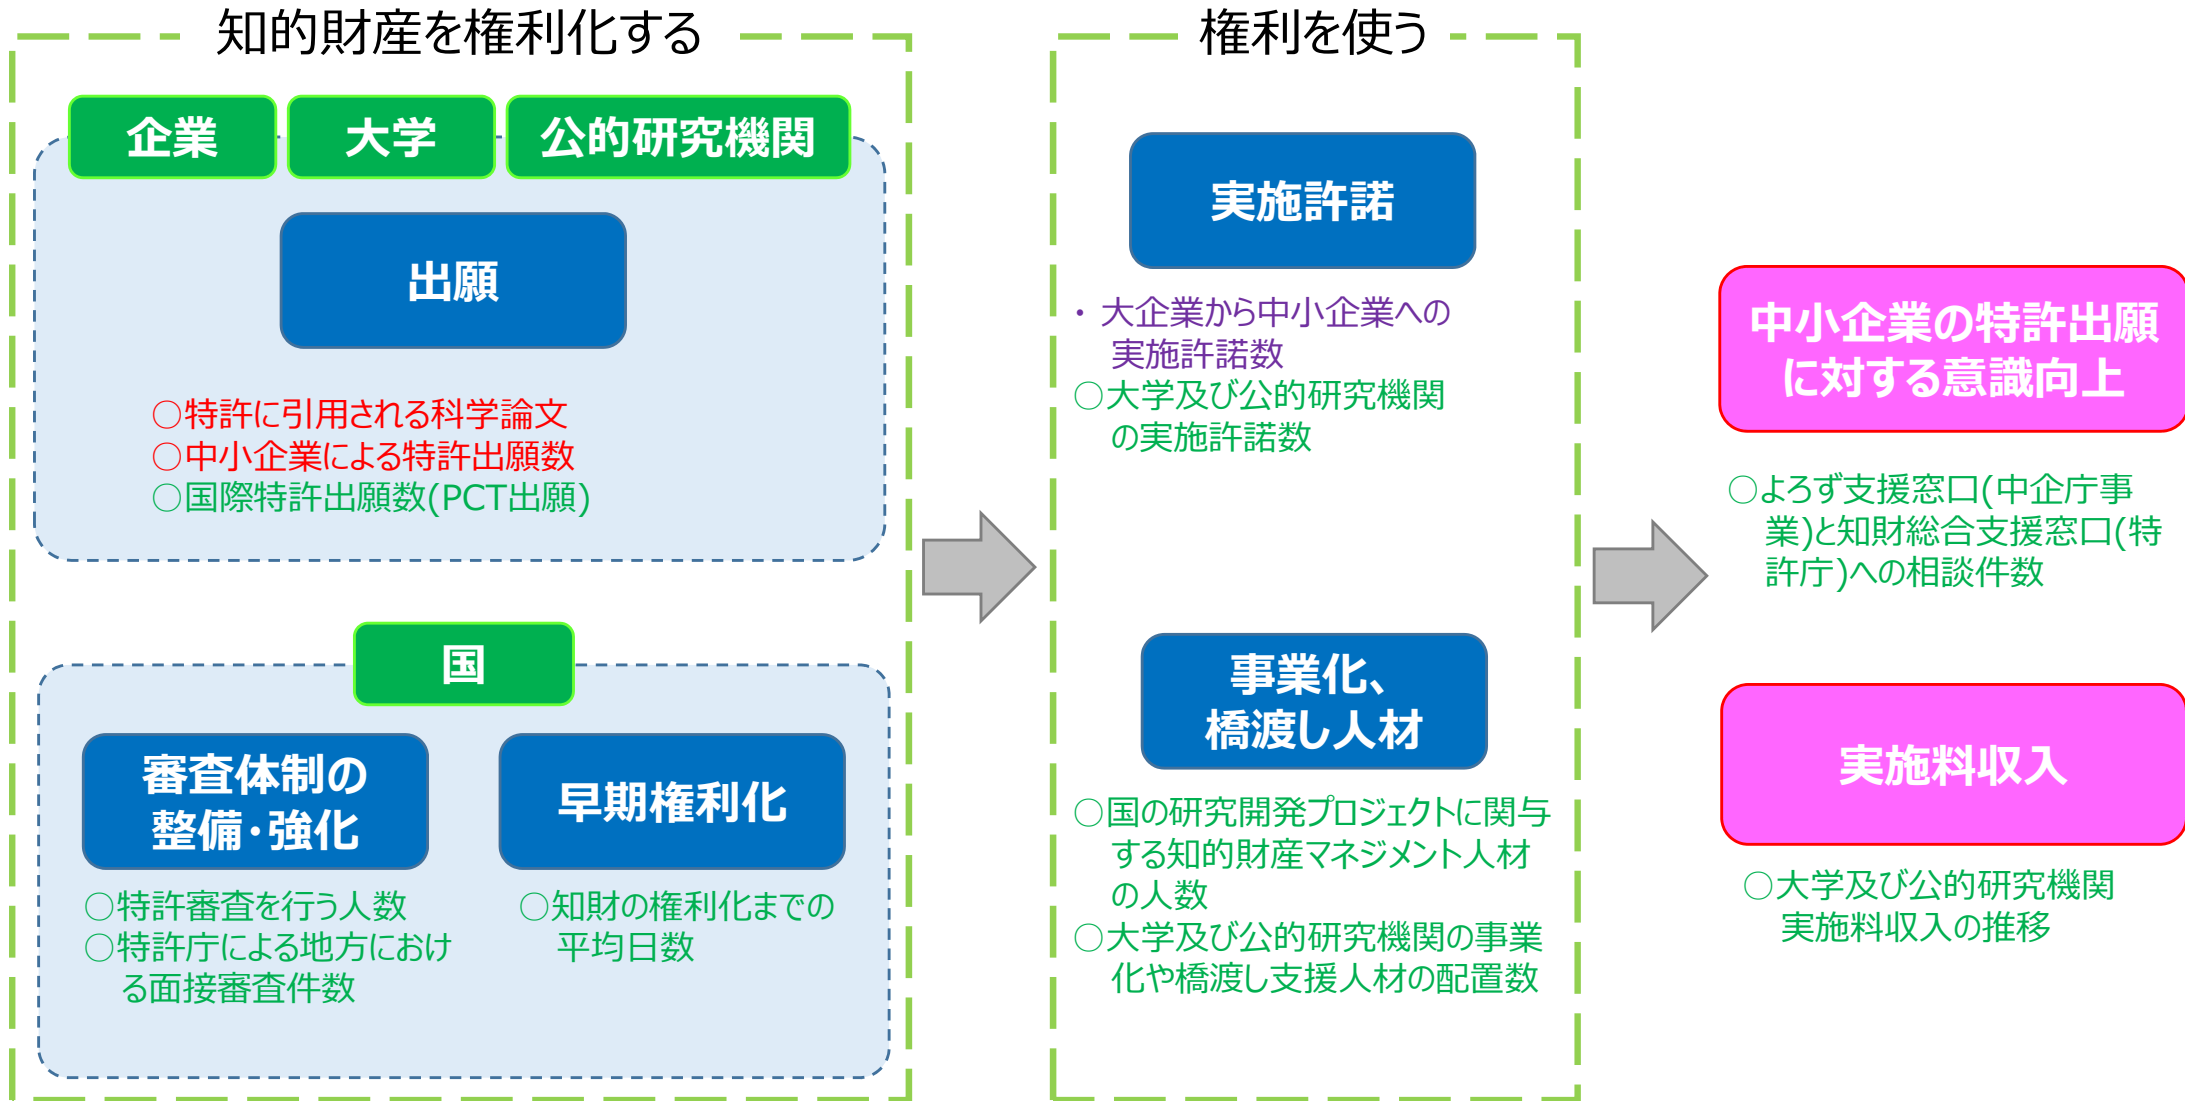 知的財産を権利化する
企業
大学
公的研究機関
出願
○特許に引用される科学論文
○中小企業による特許出願数
○国際特許出願数(PCT出願)
国
審査体制の
整備・強化
○特許審査を行う人数
○特許庁による地方におけ
る面接審査件数
早期権利化
○知財の権利化までの
平均日数
権利を使う
実施許諾
・ 大企業から中小企業への
実施許諾数
○大学及び公的研究機関
の実施許諾数
事業化、
橋渡し人材
○国の研究開発プロジェクトに関与
する知的財産マネジメント人材
の人数
○大学及び公的研究機関の事業
化や橋渡し支援人材の配置数
中小企業の特許出願
に対する意識向上
○よろず支援窓口(中企庁事
業)と知財総合支援窓口(特
許庁)への相談件数
実施料収入
○大学及び公的研究機関
実施料収入の推移